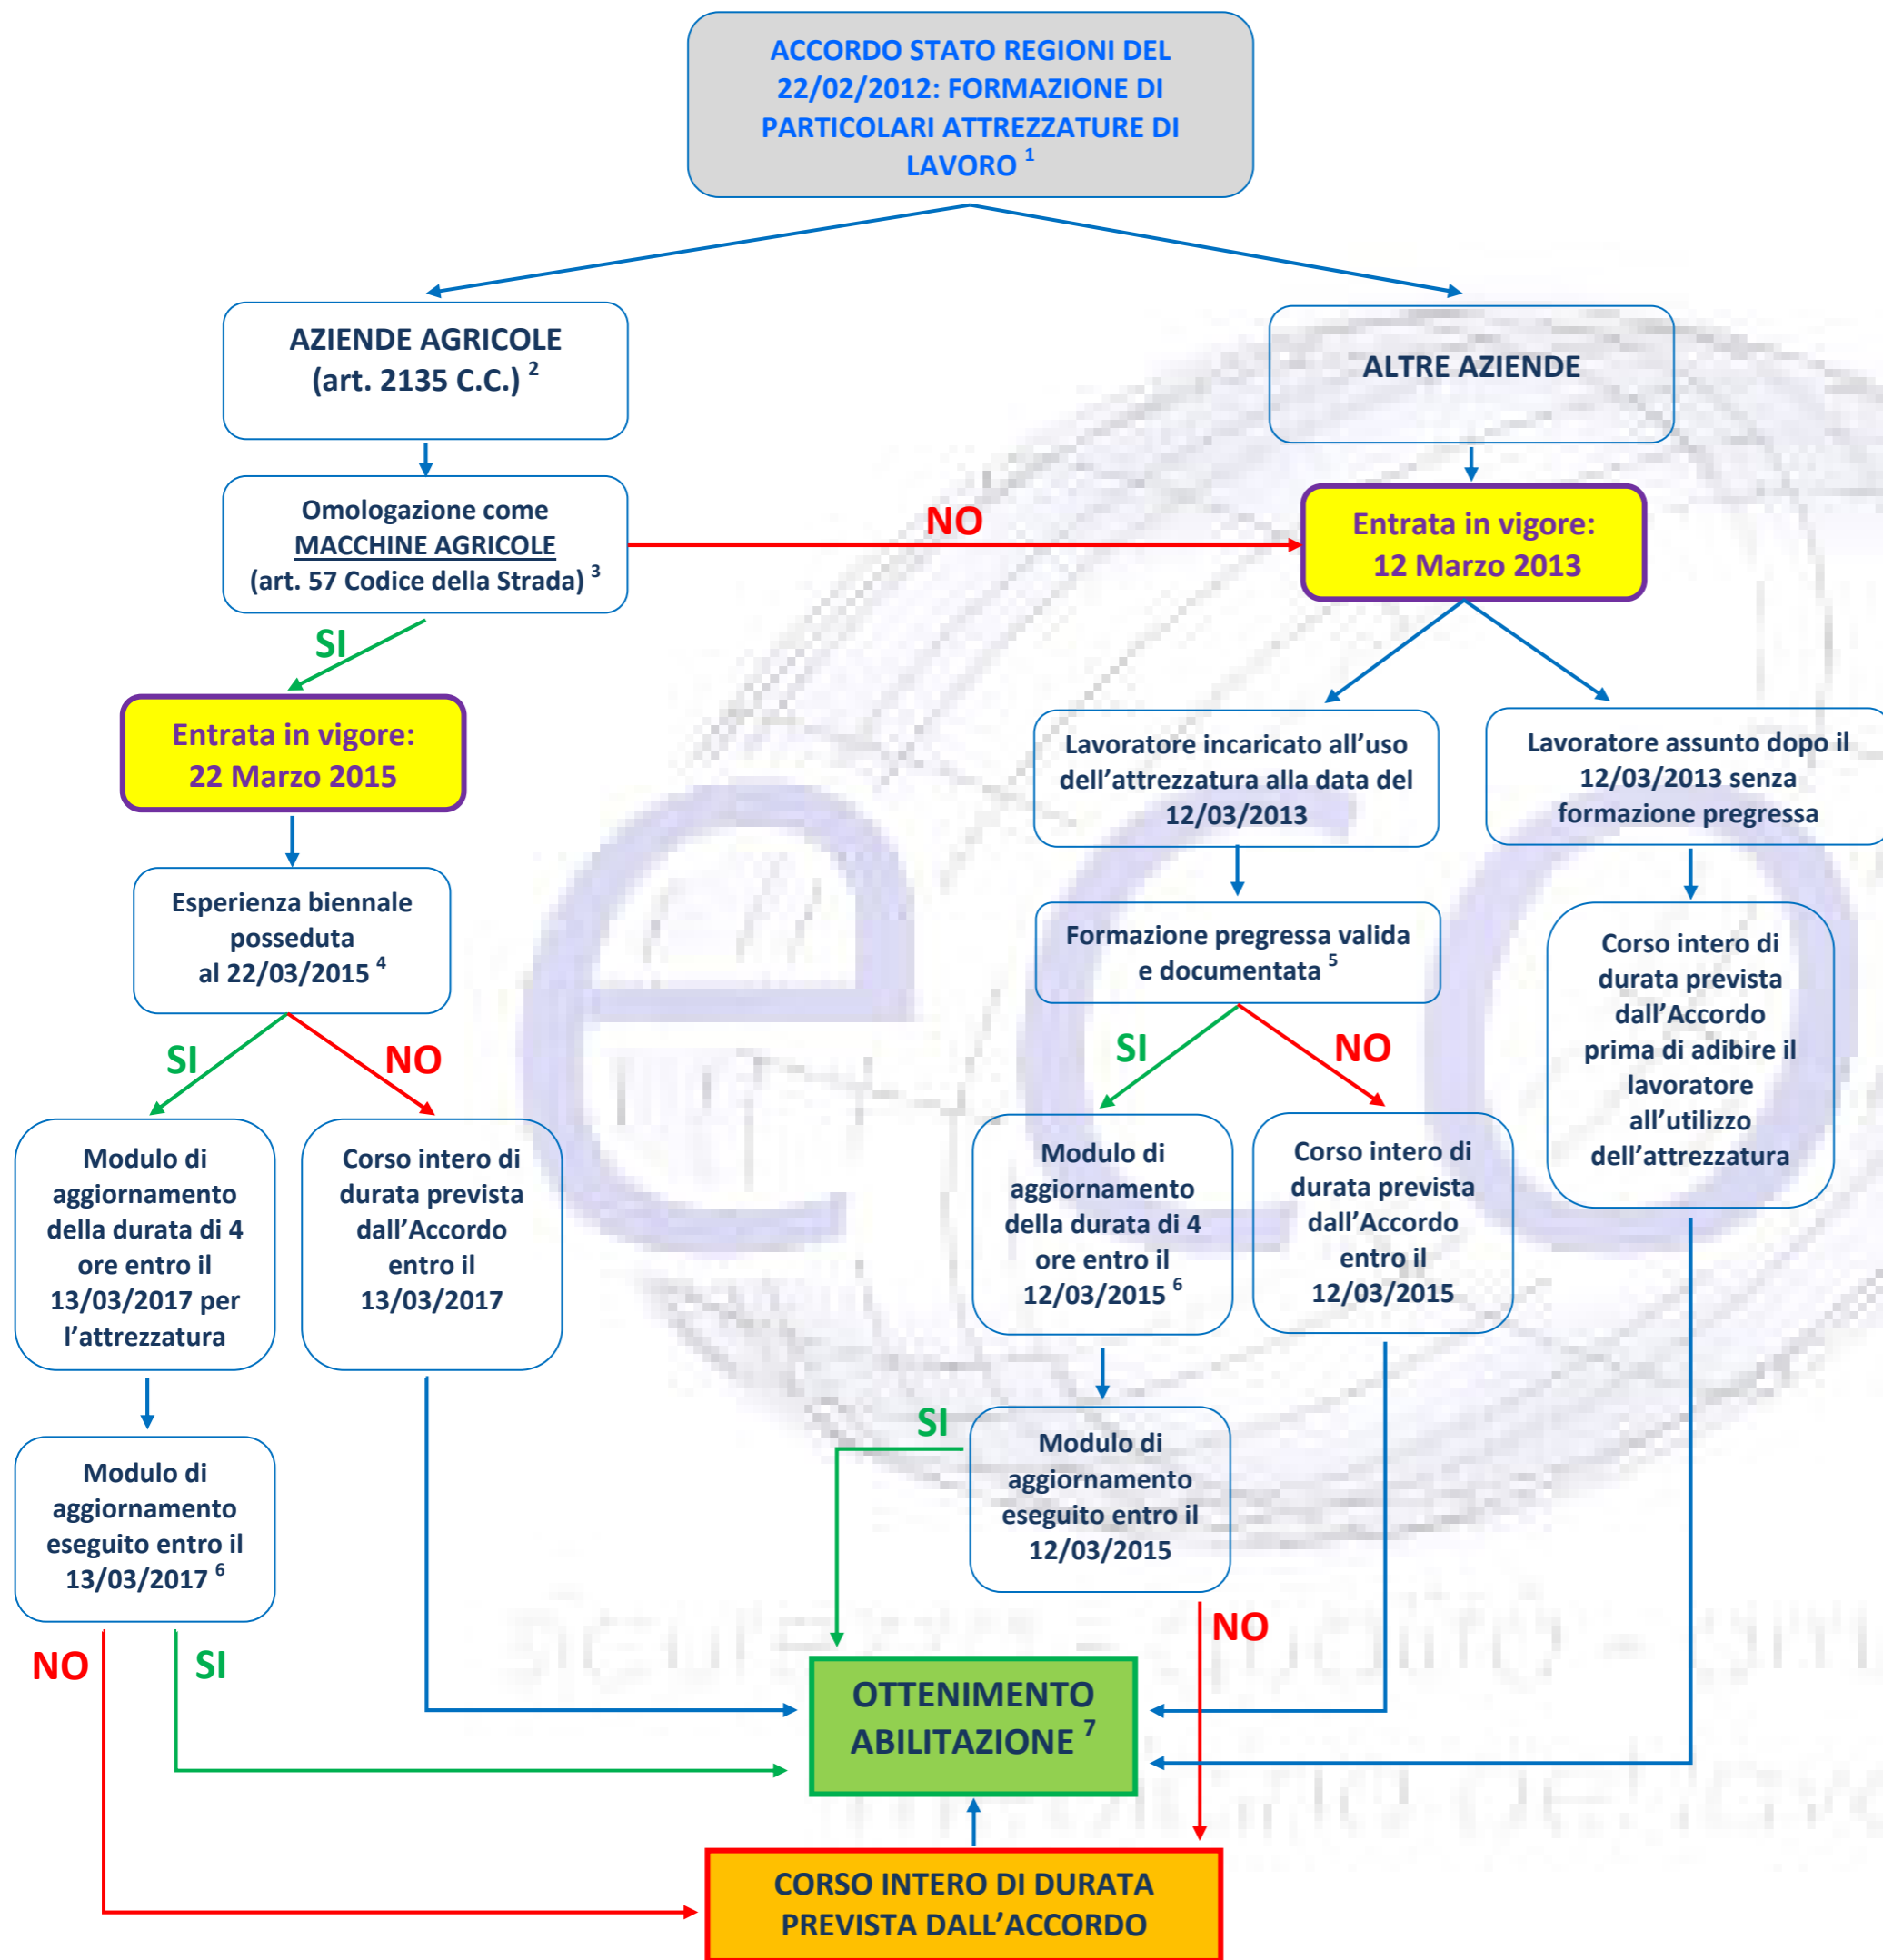 ACCORDO STATO REGIONI DEL
22/02/2012: FORMAZIONE DI
PARTICOLARI ATTREZZATURE DI
LAVORO 1
AZIENDE AGRICOLE
(art. 2135 C.C.) 2
ALTRE AZIENDE
Omologazione come
MACCHINE AGRICOLE
(art. 57 Codice della Strada) 3
NO
Entrata in vigore:
12 Marzo 2013
SI
Entrata in vigore:
22 Marzo 2015
Lavoratore incaricato all’uso
dell’attrezzatura alla data del
12/03/2013
Lavoratore assunto dopo il
12/03/2013 senza
formazione pregressa
Esperienza biennale
posseduta
al 22/03/2015 4
Formazione pregressa valida
e documentata 5
Corso intero di
durata prevista
dall’Accordo
prima di adibire il
lavoratore
all’utilizzo
dell’attrezzatura
SI
NO
SI
NO
Modulo di
aggiornamento
della durata di 4
ore entro il
13/03/2017 per
l’attrezzatura
Corso intero di
durata prevista
dall’Accordo
entro il
13/03/2017
Modulo di
aggiornamento
della durata di 4
ore entro il
12/03/2015 6
Corso intero di
durata prevista
dall’Accordo
entro il
12/03/2015
SI
Modulo di
aggiornamento
eseguito entro il
13/03/2017 6
Modulo di
aggiornamento
eseguito entro il
12/03/2015
NO
SI
NO
OTTENIMENTO
ABILITAZIONE 7
CORSO INTERO DI DURATA
PREVISTA DALL’ACCORDO
eco